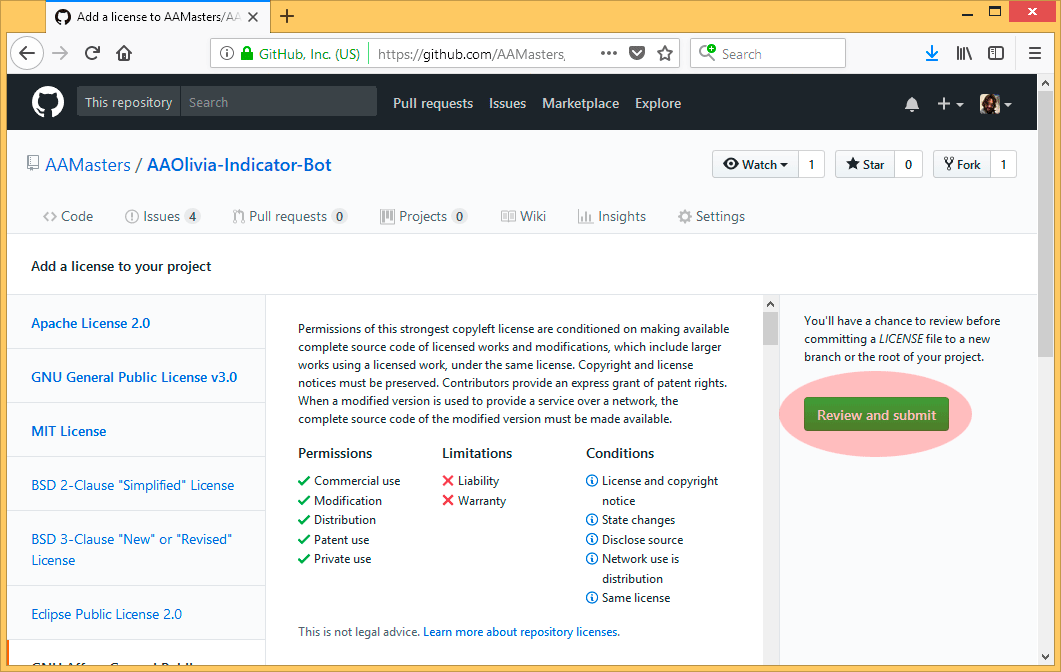 Add a license to AAMasters/AA
GitHub, Inc. (US)
https://github.com/AAMasters,
Search
This repository
Search
Pull requests
Issues
Marketplace
Explore
AAMasters / AAOlivia-Indicator-Bot
Watch
1
Star
0
Fork
1
Code
Issues 4
Pull requests 0
Projects 0
Wiki
Insights
Settings
Add a license to your project
Apache License 2.0
GNU General Public License v3.0
MIT License
BSD 2-Clause "Simplified" License
BSD 3-Clause "New" or "Revised"
License
Eclipse Public License 2.0
GNU Affero General Public
Permissions of this strongest copyleft license are conditioned on making available
complete source code of licensed works and modifications, which include larger
works using a licensed work, under the same license. Copyright and license
notices must be preserved. Contributors provide an express grant of patent rights.
When a modified version is used to provide a service over a network, the
complete source code of the modified version must be made available.
Permissions
Commercial use
Modification
Distribution
Patent use
Private use
Limitations
Liability
Warranty
Conditions
License and copyright
notice
State changes
Disclose source
Network use is
distribution
Same license
This is not legal advice. Learn more about repository licenses.
You'll have a chance to review before
committing a LICENSE file to a new
branch or the root of your project.
Review and submit